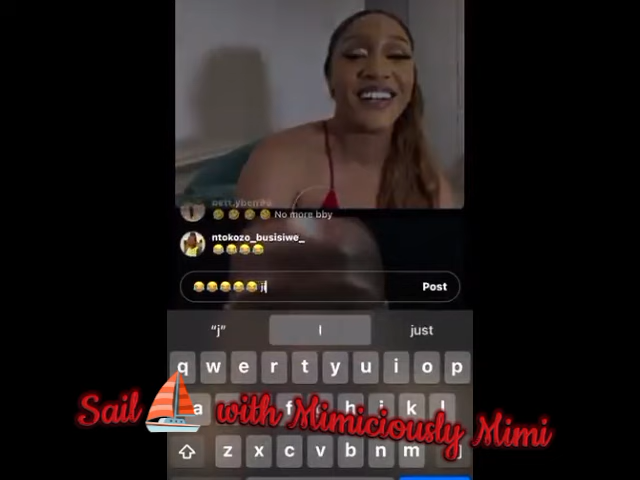 No more bby
ntokozo_busisiwe_
😂😂😂😂
😂😂😂😂😂 j
Post
“j”
I
just
q w e r t y u i o p
Sail ⛵ with Mimiciously Mimi
z x c v b n m